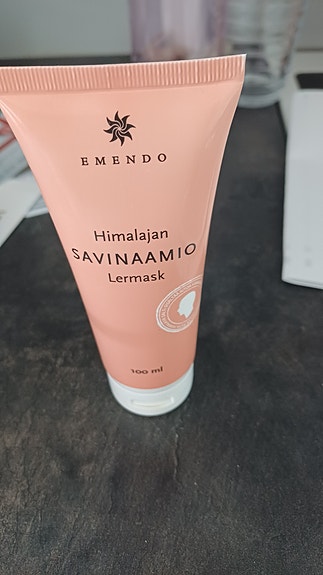 EMENDO
Himalajan
SAVINAAMIO
Lermask
100 ml